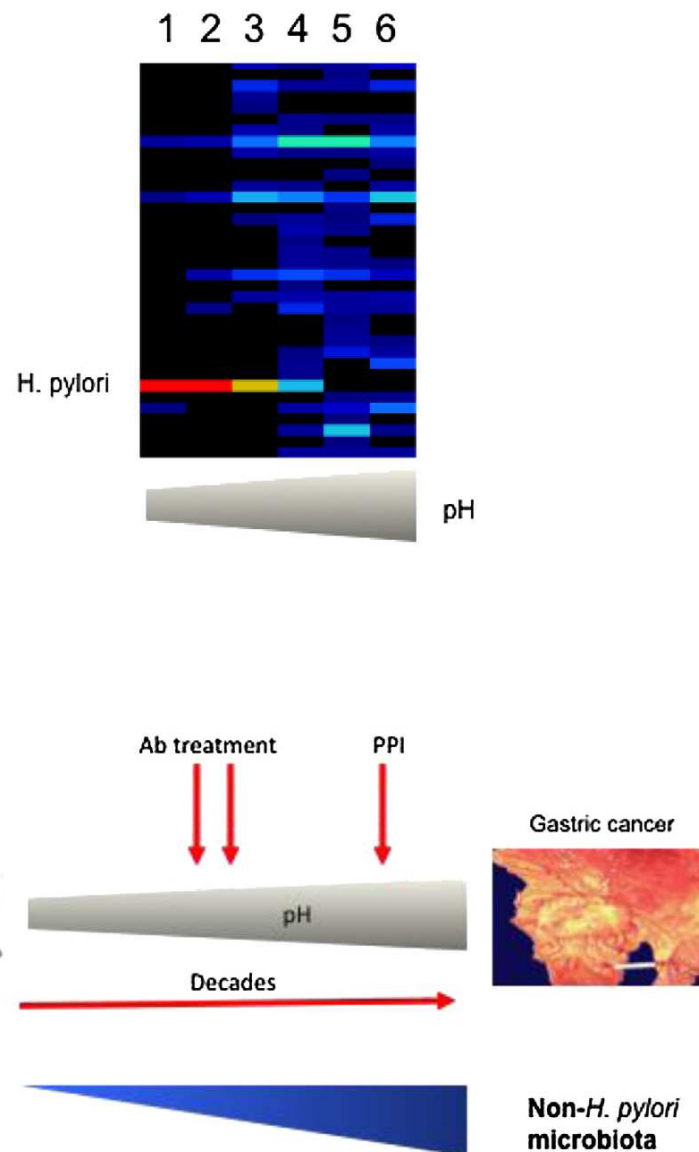 1 2 3 4 5 6
H. pylori
pH
Ab treatment PPI
Gastric cancer
pH
Decades
Non-H. pylori
microbiota